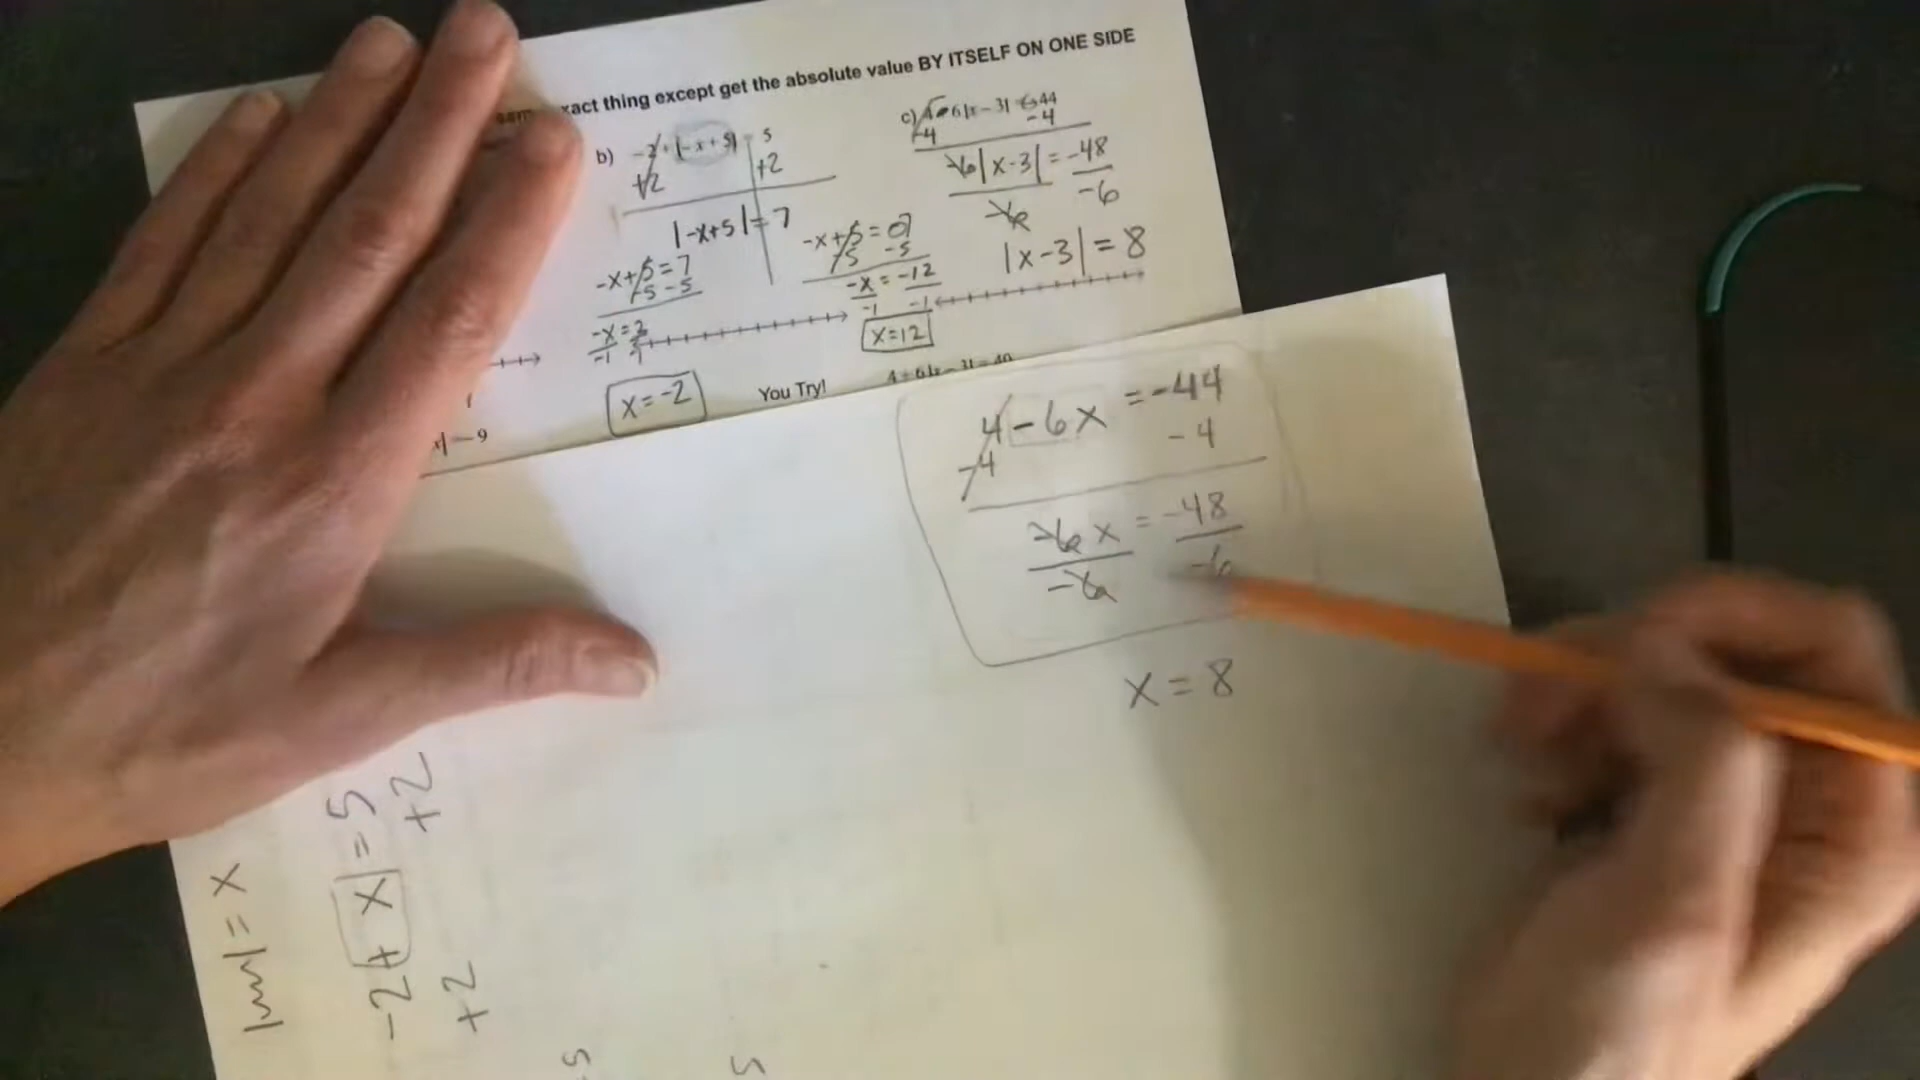 exact thing except get the absolute value BY ITSELF ON ONE SIDE
b) -2 + |-x + 5| = 5
+2 +2
|-x+5| = 7
-x+5=7
-5 -5
-x = 2
-1 -1
x = -2
-x+5 = -7
-5 -5
-x = -12
-1 -1
x=12
c) 4 - 6|x - 3| = -44
-4 -4
-6|x-3| = -48
-6 -6
|x-3| = 8
You Try!
= 9
4 - 6x = -44
-4 -4
-6x = -48
-6 -6
x = 8
= x
-2+ x = 5
+2 +2
5
5